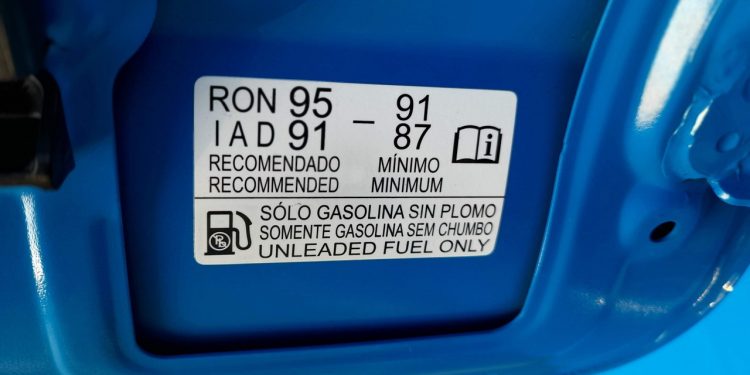 RON 95 – 91
IAD 91 87
RECOMENDADO MÍNIMO
RECOMMENDED MINIMUM
SÓLO GASOLINA SIN PLOMO
SOMENTE GASOLINA SEM CHUMBO
UNLEADED FUEL ONLY